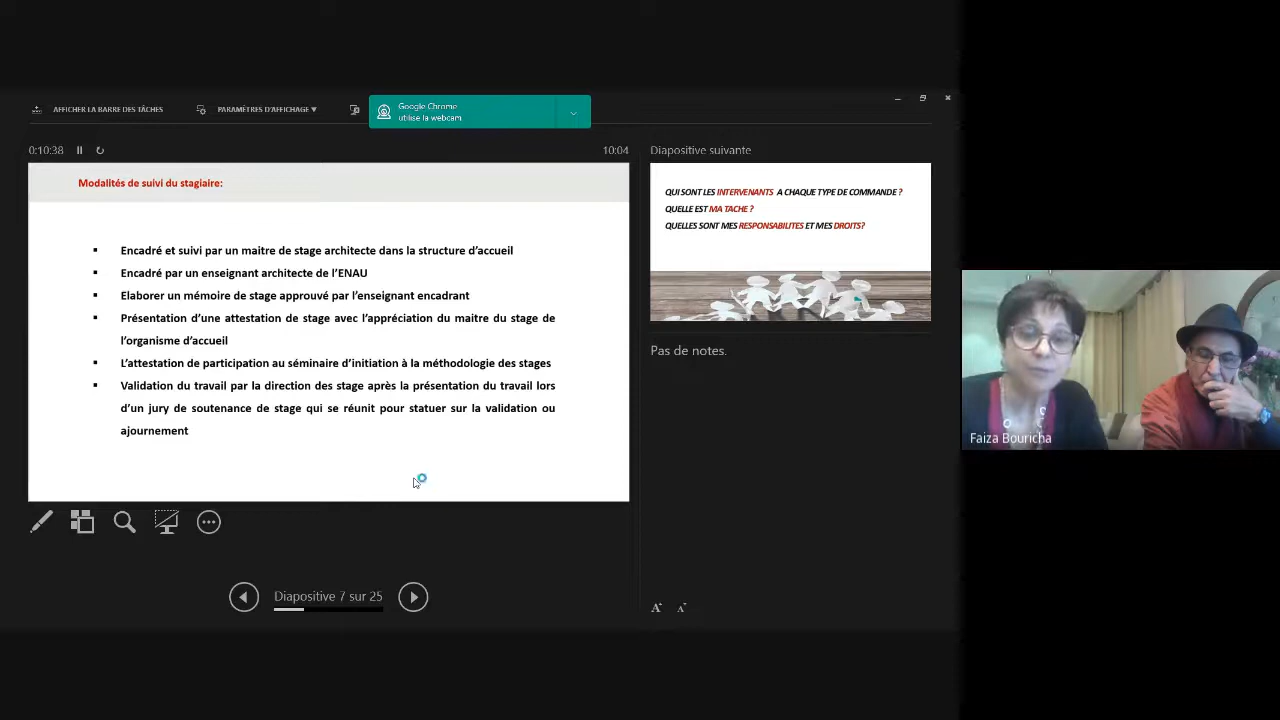 AFFICHER LA BARRE DES TÂCHES
PARAMÈTRES D'AFFICHAGE ▼
Google Chrome
utilise la webcam
0:10:38
10:04
Diapositive suivante
Modalités de suivi du stagiaire:
▪ Encadré et suivi par un maitre de stage architecte dans la structure d'accueil
▪ Encadré par un enseignant architecte de l'ENAU
▪ Elaborer un mémoire de stage approuvé par l'enseignant encadrant
▪ Présentation d'une attestation de stage avec l'appréciation du maitre du stage de
l'organisme d'accueil
▪ L'attestation de participation au séminaire d'initiation à la méthodologie des stages
▪ Validation du travail par la direction des stage après la présentation du travail lors
d'un jury de soutenance de stage qui se réunit pour statuer sur la validation ou
ajournement
QUI SONT LES INTERVENANTS A CHAQUE TYPE DE COMMANDE ?
QUELLE EST MA TACHE ?
QUELLES SONT MES RESPONSABILITES ET MES DROITS?
Pas de notes.
Faiza Bouricha
Diapositive 7 sur 25
A A